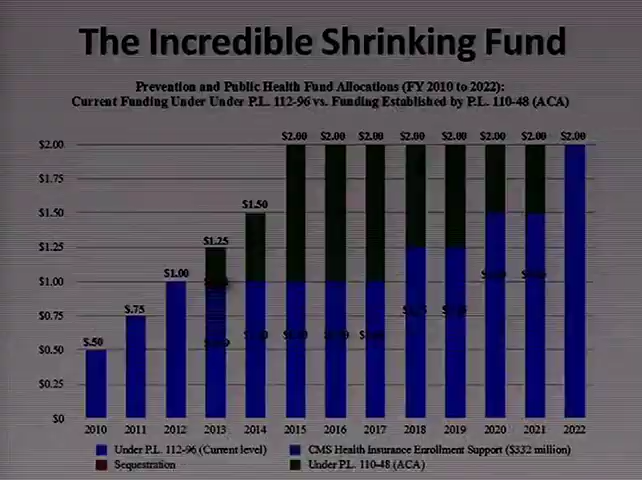 The Incredible Shrinking Fund
Prevention and Public Health Fund Allocations (FY 2010 to 2022):
Current Funding Under Under P.L. 112-96 vs. Funding Established by P.L. 110-48 (ACA)
$2.00 $2.00 $2.00 $2.00 $2.00 $2.00 $2.00 $2.00
$2.00
$1.75
$1.50 $1.50
$1.25 $1.25
$1.00 $1.00
$0.75 $.75
$0.50 $.50
$0.25
$0
2010 2011 2012 2013 2014 2015 2016 2017 2018 2019 2020 2021 2022
Under P.L. 112-96 (Current level) CMS Health Insurance Enrollment Support ($332 million)
Sequestration Under P.L. 110-48 (ACA)